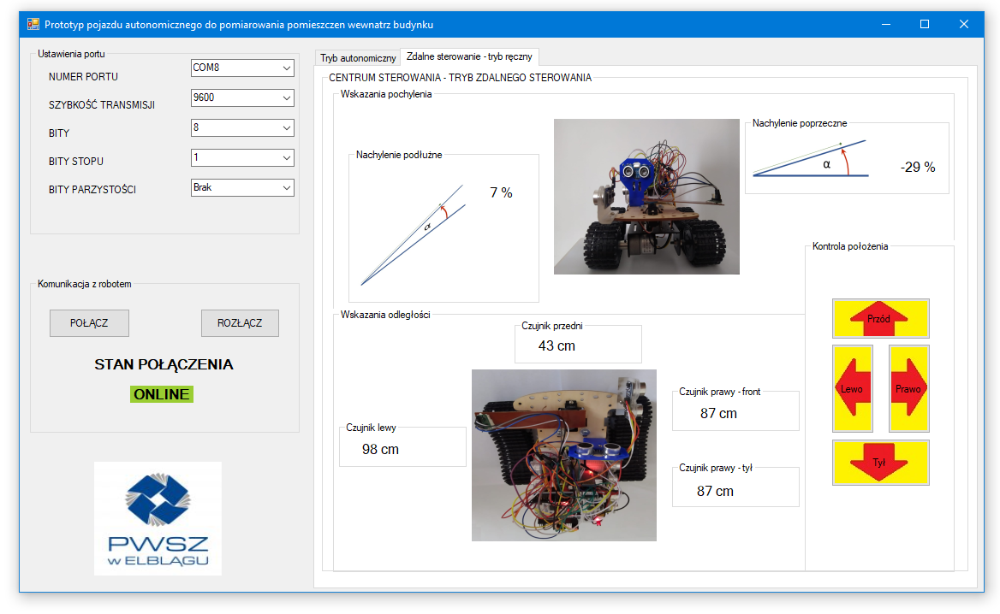 Prototyp pojazdu autonomicznego do pomiarowania pomieszczen wewnatrz budynku
Ustawienia portu
NUMER PORTU
COM8
SZYBKOŚĆ TRANSMISJI
9600
BITY
8
BITY STOPU
1
BITY PARZYSTOŚCI
Brak
Komunikacja z robotem
POŁĄCZ
ROZŁĄCZ
STAN POŁĄCZENIA
ONLINE
PWSZ
W ELBLĄGU
Tryb autonomiczny
Zdalne sterowanie - tryb ręczny
CENTRUM STEROWANIA - TRYB ZDALNEGO STEROWANIA
Wskazania pochylenia
Nachylenie podłużne
α
7 %
Nachylenie poprzeczne
α
-29 %
Wskazania odległości
Czujnik przedni
43 cm
Czujnik lewy
98 cm
Czujnik prawy - front
87 cm
Czujnik prawy - tył
87 cm
Kontrola położenia
Przód
Lewo
Prawo
Tył